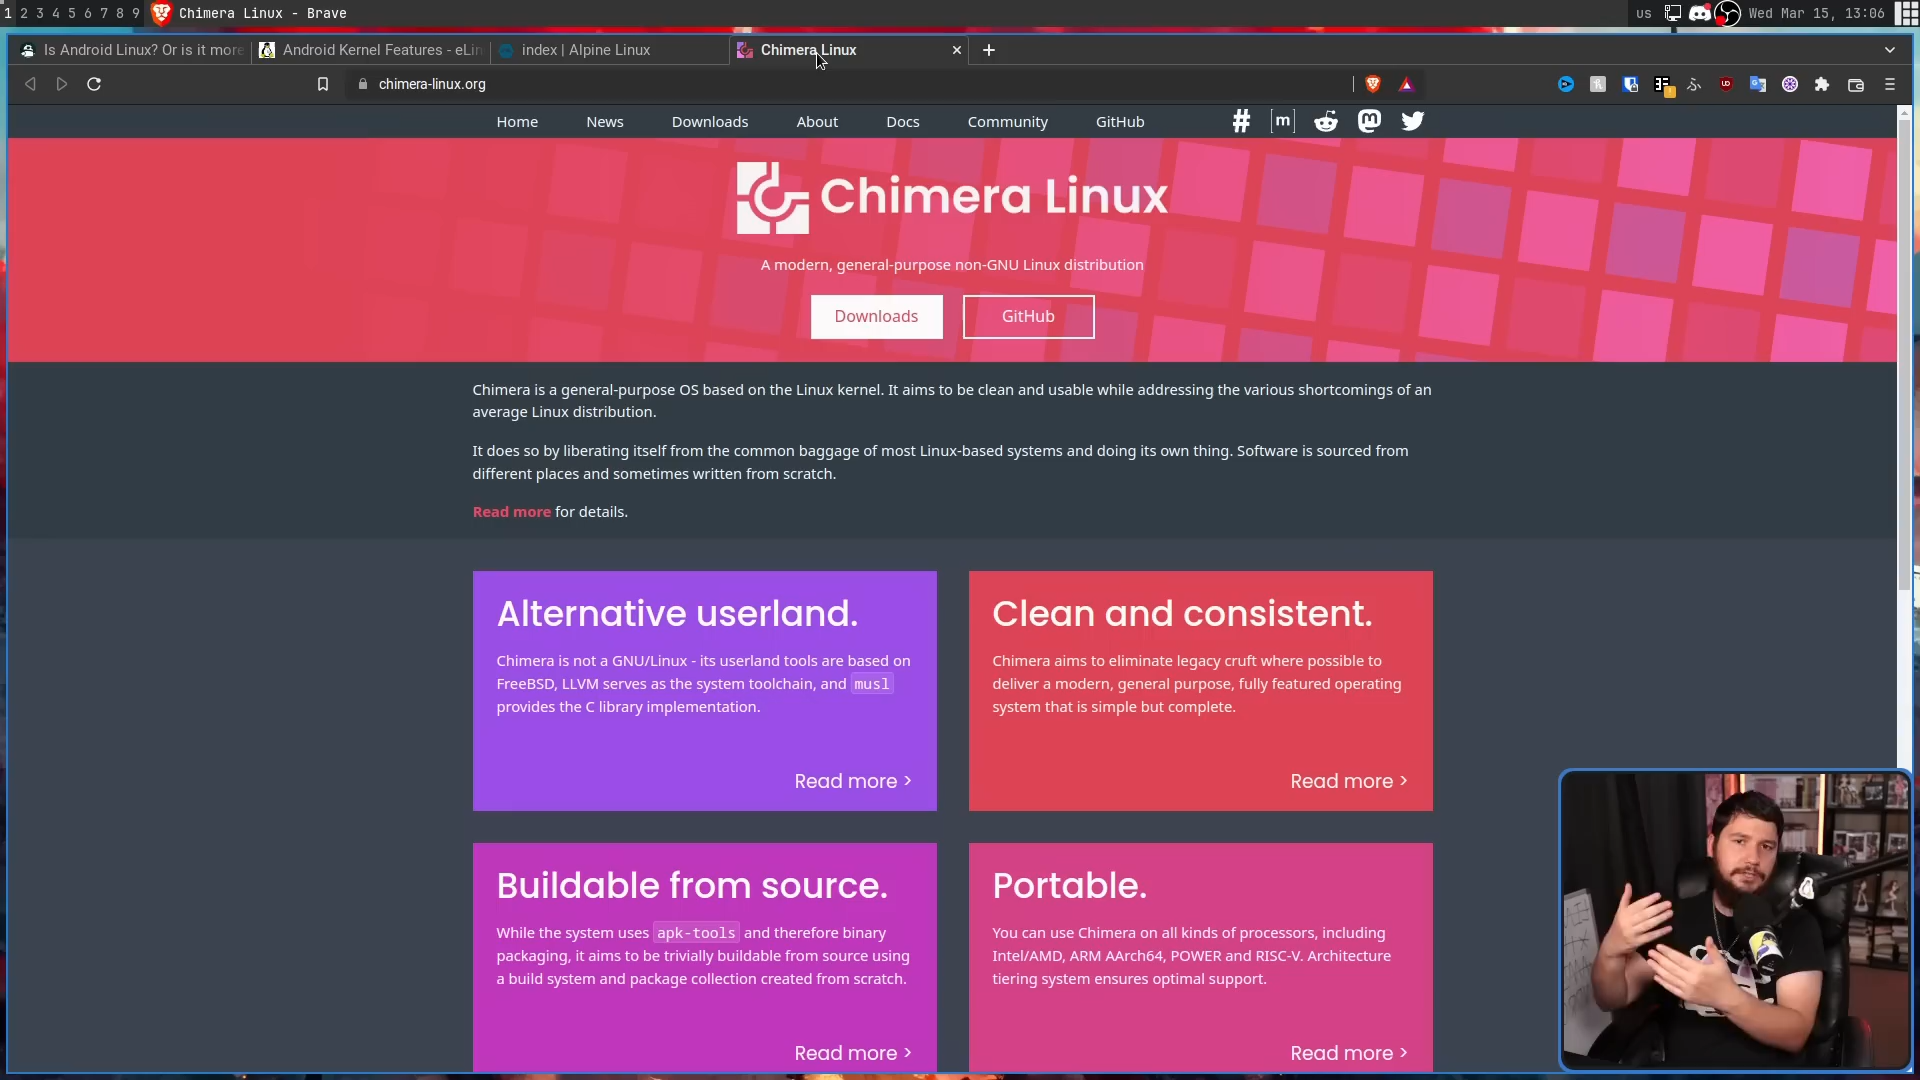 1 2 3 4 5 6 7 8 9 Chimera Linux - Brave
us Wed Mar 15, 13:06
Is Android Linux? Or is it more
Android Kernel Features - eLin
index | Alpine Linux
Chimera Linux
chimera-linux.org
Home News Downloads About Docs Community GitHub
# [m]
Chimera Linux
A modern, general-purpose non-GNU Linux distribution
Downloads GitHub
Chimera is a general-purpose OS based on the Linux kernel. It aims to be clean and usable while addressing the various shortcomings of an
average Linux distribution.
It does so by liberating itself from the common baggage of most Linux-based systems and doing its own thing. Software is sourced from
different places and sometimes written from scratch.
Read more for details.
Alternative userland.
Chimera is not a GNU/Linux - its userland tools are based on
FreeBSD, LLVM serves as the system toolchain, and musl
provides the C library implementation.
Read more >
Clean and consistent.
Chimera aims to eliminate legacy cruft where possible to
deliver a modern, general purpose, fully featured operating
system that is simple but complete.
Read more >
Buildable from source.
While the system uses apk-tools and therefore binary
packaging, it aims to be trivially buildable from source using
a build system and package collection created from scratch.
Read more >
Portable.
You can use Chimera on all kinds of processors, including
Intel/AMD, ARM AArch64, POWER and RISC-V. Architecture
tiering system ensures optimal support.
Read more >